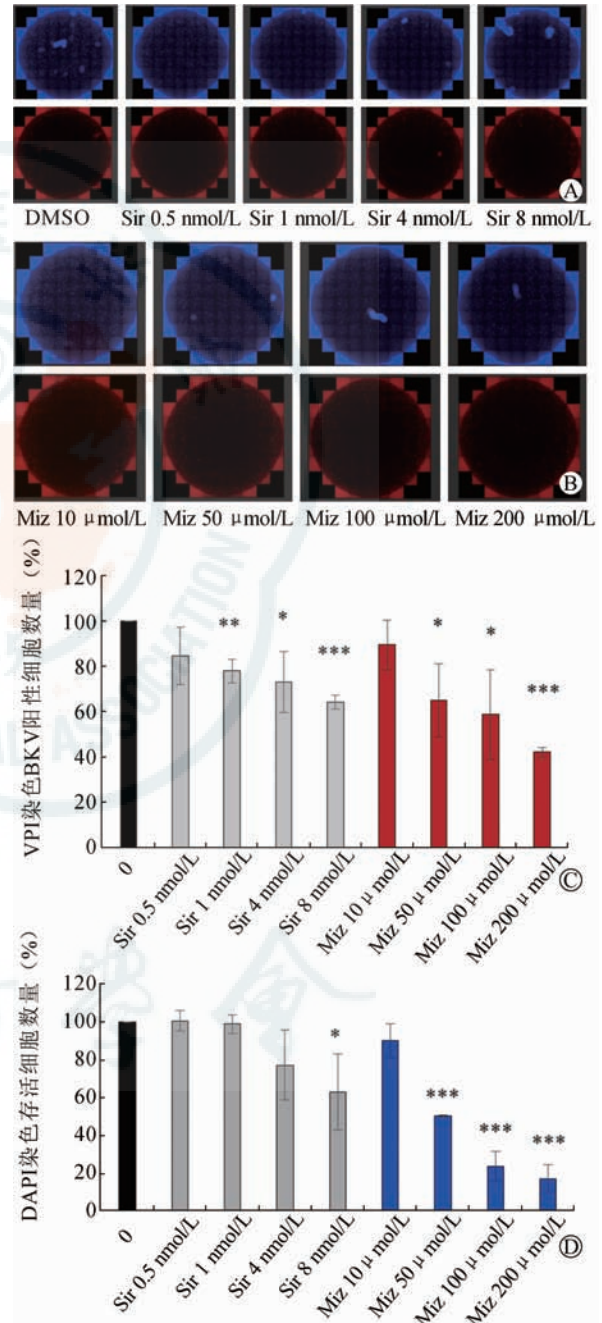 A
DMSO Sir 0.5 nmol/L Sir 1 nmol/L Sir 4 nmol/L Sir 8 nmol/L
B
Miz 10 μmol/L Miz 50 μmol/L Miz 100 μmol/L Miz 200 μmol/L
VPI染色BKV阳性细胞数量（%）
120
100
80
60
40
20
0
** * *** * * ***
0 Sir 0.5 nmol/L Sir 1 nmol/L Sir 4 nmol/L Sir 8 nmol/L Miz 10 μ mol/L Miz 50 μ mol/L Miz 100 μ mol/L Miz 200 μ mol/L
C
DAPI染色存活细胞数量（%）
120
100
80
60
40
20
0
* *** *** ***
0 Sir 0.5 nmol/L Sir 1 nmol/L Sir 4 nmol/L Sir 8 nmol/L Miz 10 μ mol/L Miz 50 μ mol/L Miz 100 μ mol/L Miz 200 μ mol/L
D
ASSOCIATION